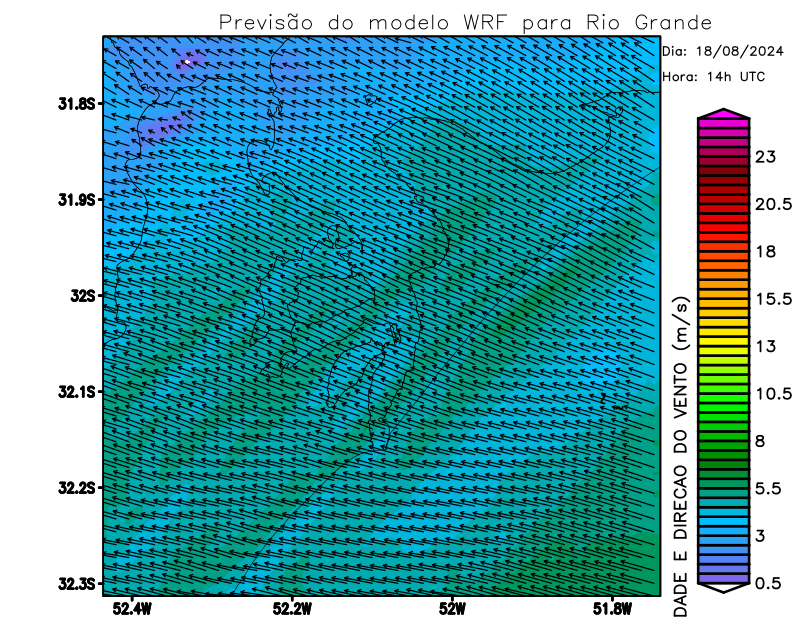 Previsão do modelo WRF para Rio Grande
Dia: 18/08/2024
Hora: 14h UTC
31.8S
31.9S
32S
32.1S
32.2S
32.3S
52.4W
52.2W
52W
51.8W
23
20.5
18
15.5
13
10.5
8
5.5
3
0.5
DADE E DIRECAO DO VENTO (m/s)